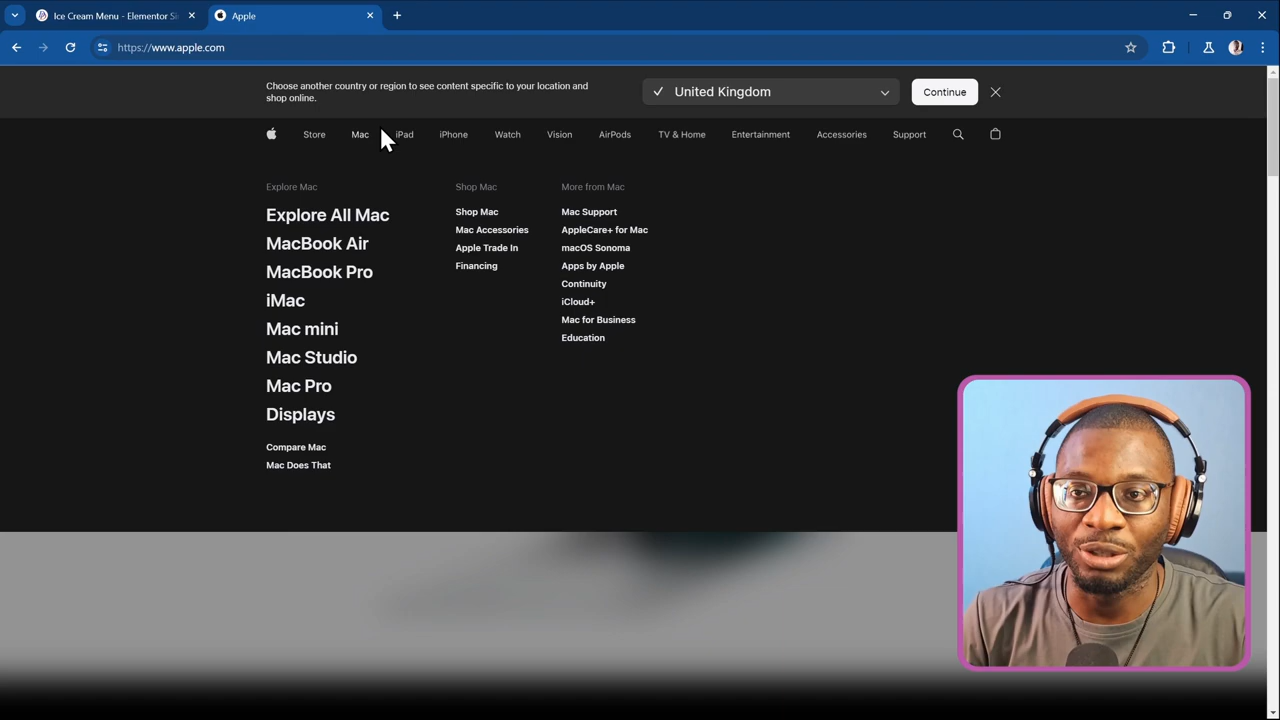 Ice Cream Menu - Elementor Si
Apple
https://www.apple.com
Choose another country or region to see content specific to your location and
shop online.
United Kingdom
Continue
Store Mac iPad iPhone Watch Vision AirPods TV & Home Entertainment Accessories Support
Explore Mac
Explore All Mac
MacBook Air
MacBook Pro
iMac
Mac mini
Mac Studio
Mac Pro
Displays
Compare Mac
Mac Does That
Shop Mac
Shop Mac
Mac Accessories
Apple Trade In
Financing
More from Mac
Mac Support
AppleCare+ for Mac
macOS Sonoma
Apps by Apple
Continuity
iCloud+
Mac for Business
Education